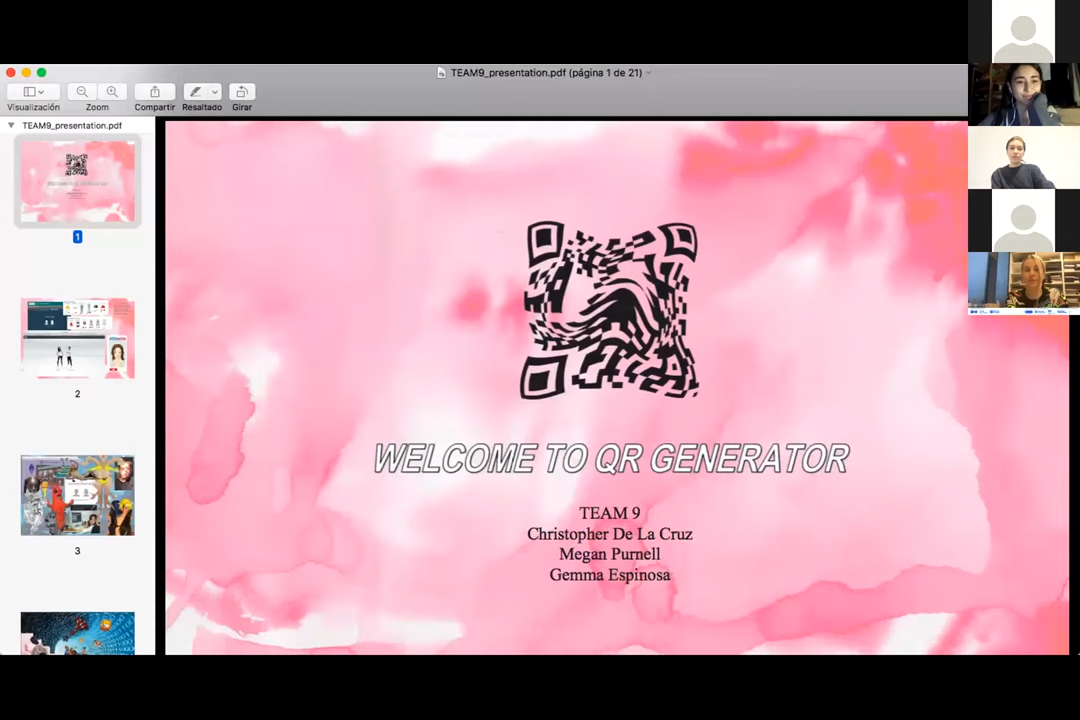 TEAM9_presentation.pdf (página 1 de 21)
Visualización
Zoom
Compartir
Resaltado
Girar
TEAM9_presentation.pdf
1
2
3
WELCOME TO QR GENERATOR
TEAM 9
Christopher De La Cruz
Megan Purnell
Gemma Espinosa